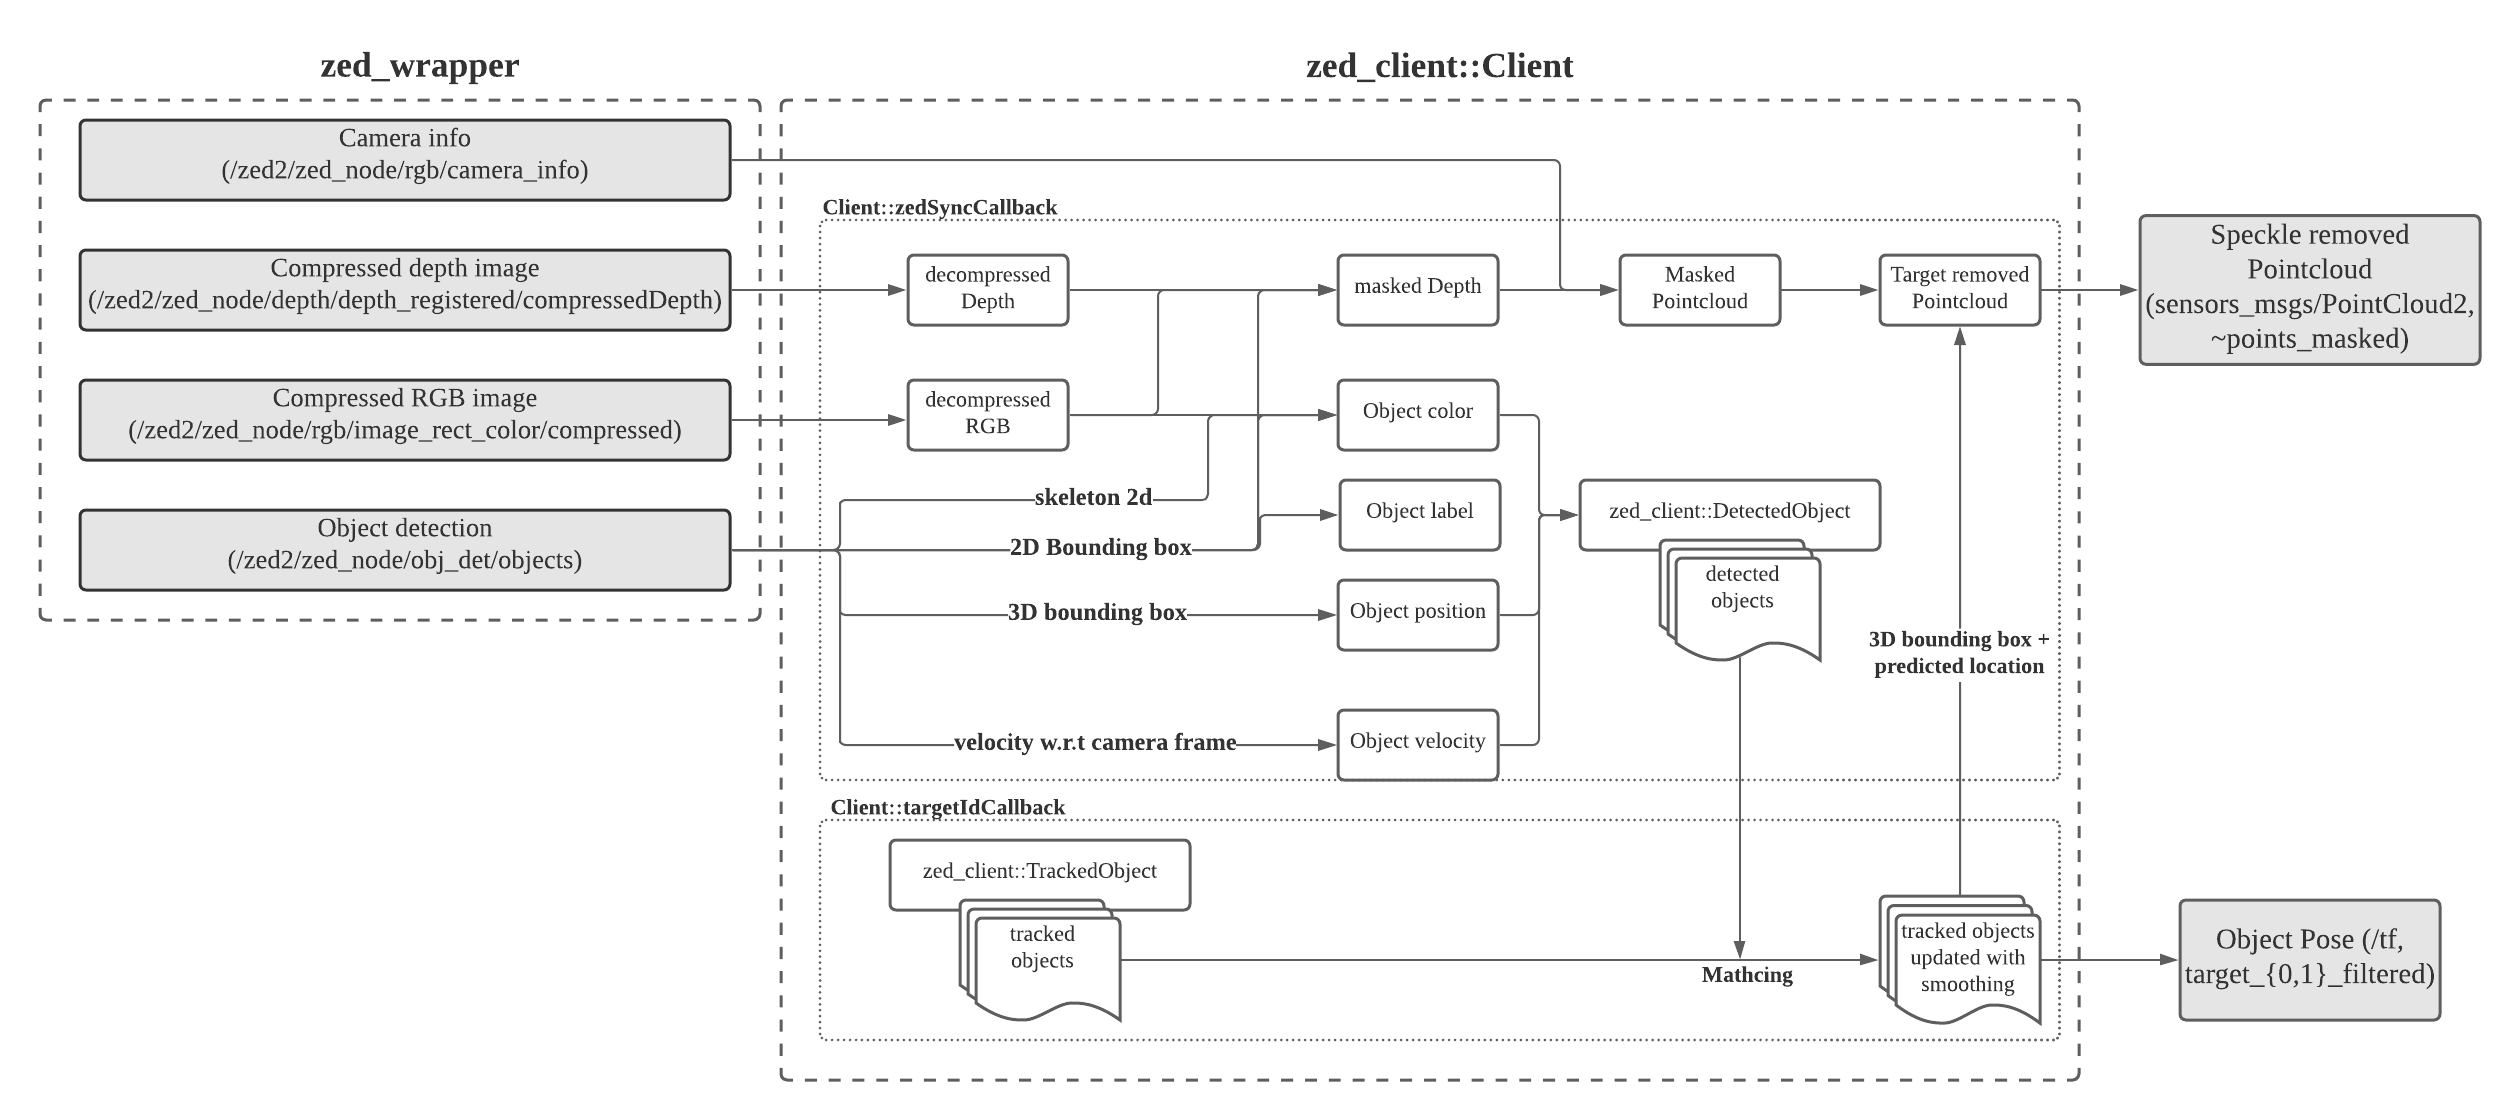 zed_wrapper
Camera info
(/zed2/zed_node/rgb/camera_info)
Compressed depth image
(/zed2/zed_node/depth/depth_registered/compressedDepth)
Compressed RGB image
(/zed2/zed_node/rgb/image_rect_color/compressed)
Object detection
(/zed2/zed_node/obj_det/objects)
zed_client::Client
Client::zedSyncCallback
decompressed
Depth
masked Depth
Masked
Pointcloud
Target removed
Pointcloud
decompressed
RGB
Object color
skeleton 2d
Object label
2D Bounding box
3D bounding box
Object position
velocity w.r.t camera frame
Object velocity
zed_client::DetectedObject
detected
objects
3D bounding box +
predicted location
Client::targetIdCallback
zed_client::TrackedObject
tracked
objects
Mathcing
tracked objects
updated with
smoothing
Speckle removed
Pointcloud
(sensors_msgs/PointCloud2,
~points_masked)
Object Pose (/tf,
target_{0,1}_filtered)